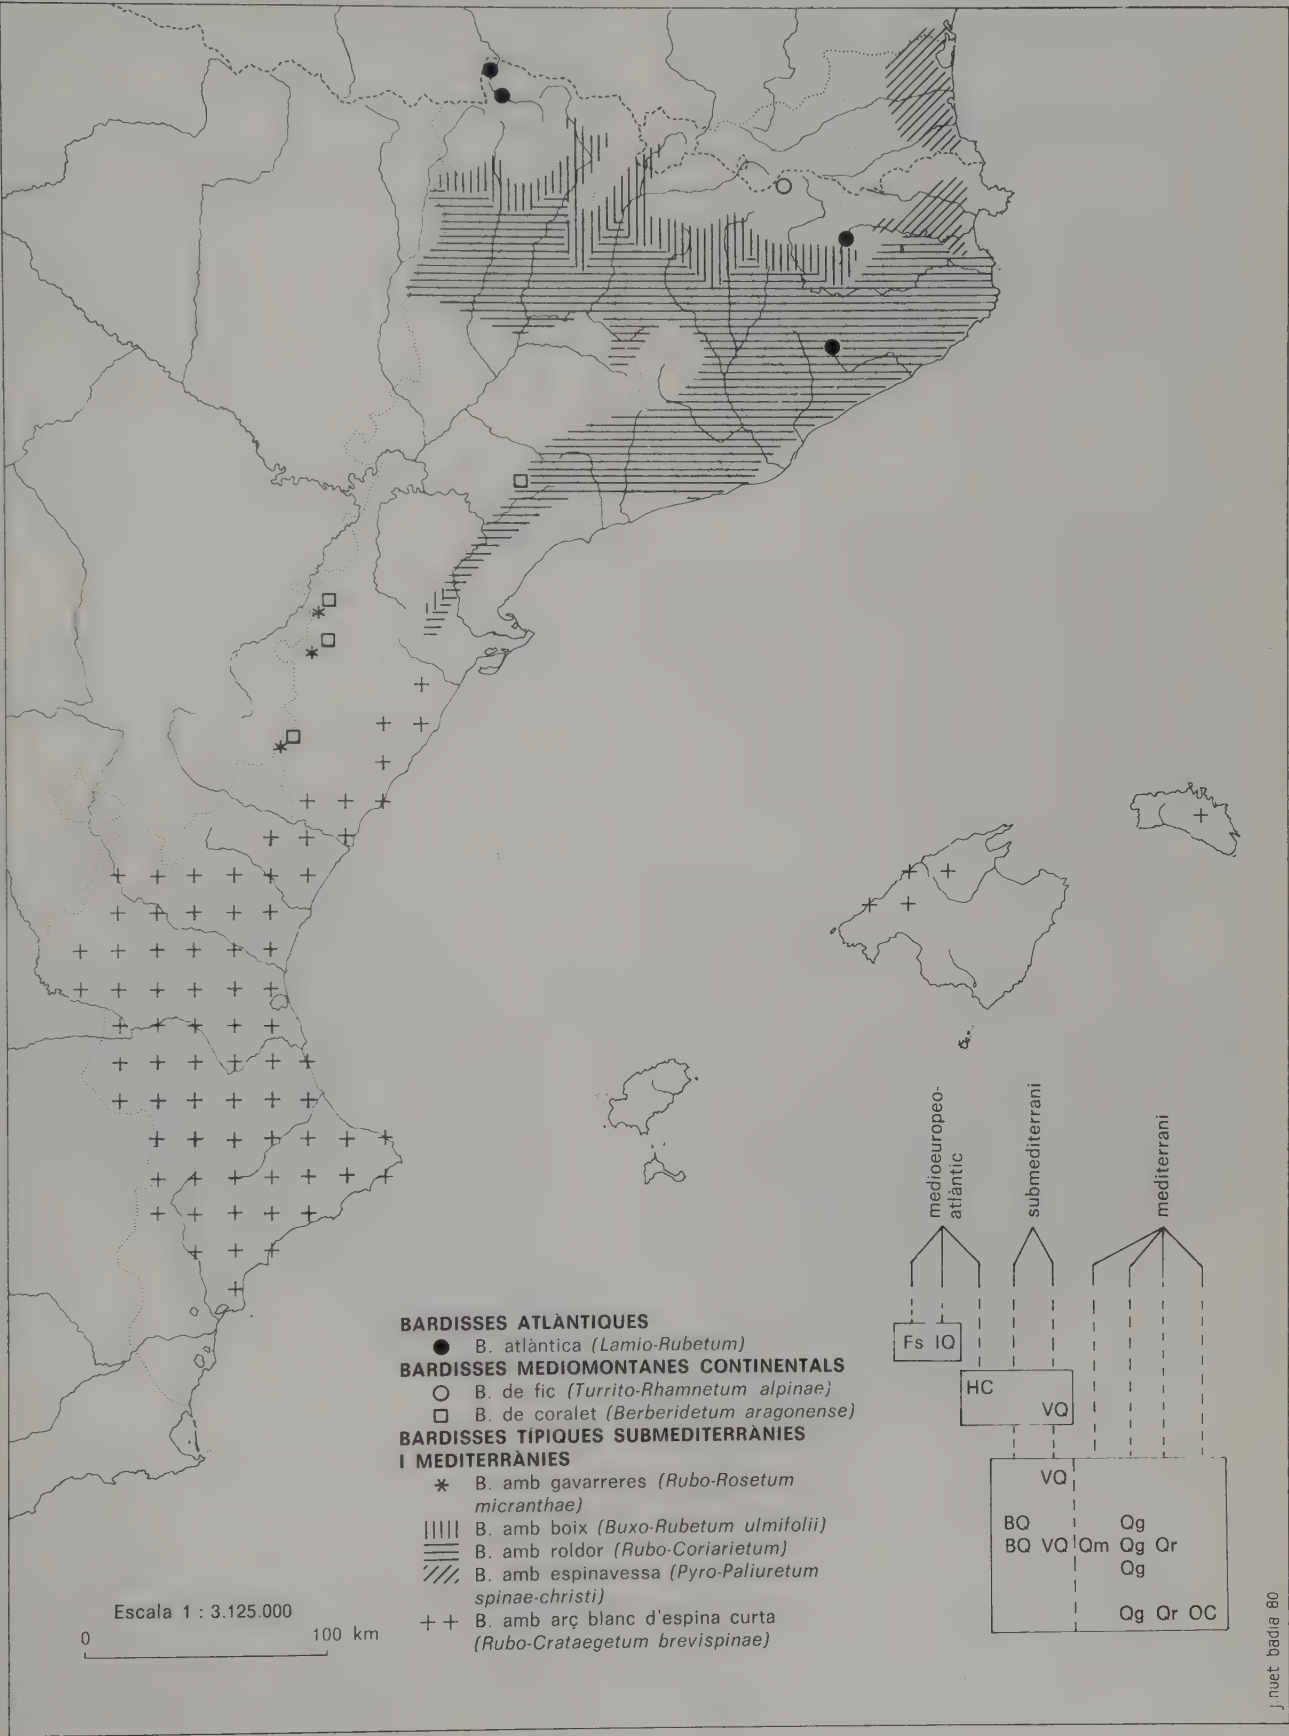 medioeuropeo-
atlàntic
submediterrani
mediterrani
BARDISSES ATLÀNTIQUES
B. atlàntica (Lamio-Rubetum)
BARDISSES MEDIOMONTANES CONTINENTALS
B. de fic (Turrito-Rhamnetum alpinae)
B. de coralet (Berberidetum aragonense)
BARDISSES TÍPIQUES SUBMEDITERRÀNIES
I MEDITERRÀNIES
B. amb gavarreres (Rubo-Rosetum
micranthae)
B. amb boix (Buxo-Rubetum ulmifolii)
B. amb roldor (Rubo-Coriarietum)
B. amb espinavessa (Pyro-Paliuretum
spinae-christi)
B. amb arç blanc d'espina curta
(Rubo-Crataegetum brevispinae)
Escala 1 : 3.125.000
0 100 km
Fs IQ
HC
VQ
VQ
BQ Qg
BQ VQ Qm Qg Qr
Qg
Qg Qr OC
j. nuet badia 80